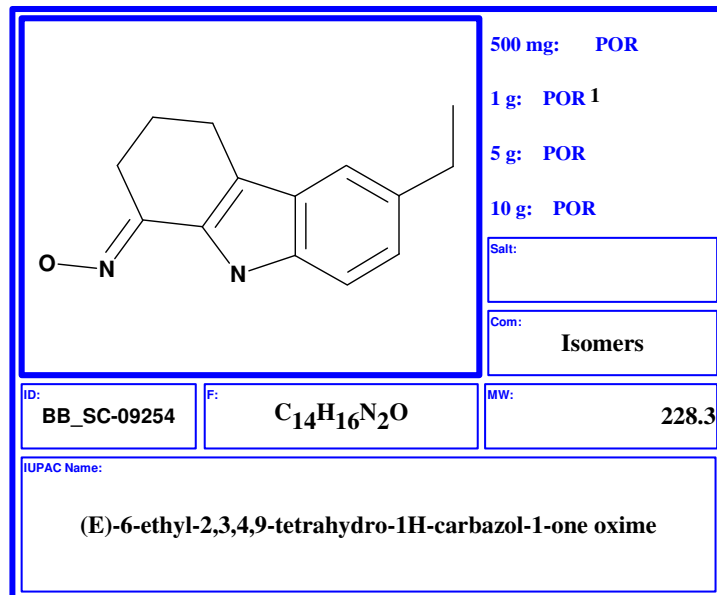 500 mg: POR
1 g: POR 1
5 g: POR
10 g: POR
O N
N
Salt:
Com:
Isomers
ID:
BB_SC-09254
F:
C14H16N2O
MW:
228.3
IUPAC Name:
(E)-6-ethyl-2,3,4,9-tetrahydro-1H-carbazol-1-one oxime